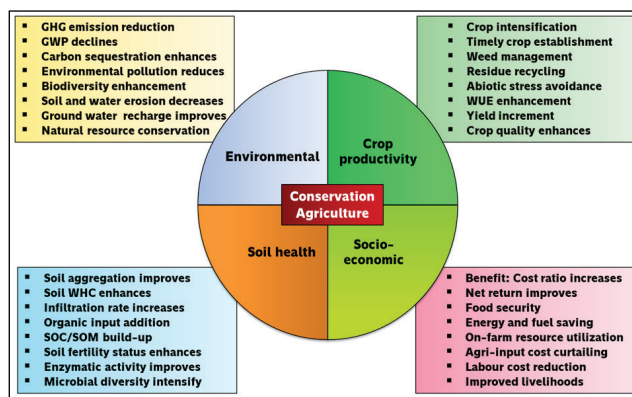 GHG emission reduction
GWP declines
Carbon sequestration enhances
Environmental pollution reduces
Biodiversity enhancement
Soil and water erosion decreases
Ground water recharge improves
Natural resource conservation
Crop intensification
Timely crop establishment
Weed management
Residue recycling
Abiotic stress avoidance
WUE enhancement
Yield increment
Crop quality enhances
Environmental
Crop
productivity
Conservation
Agriculture
Soil health
Socio-
economic
Soil aggregation improves
Soil WHC enhances
Infiltration rate increases
Organic input addition
SOC/SOM build-up
Soil fertility status enhances
Enzymatic activity improves
Microbial diversity intensify
Benefit: Cost ratio increases
Net return improves
Food security
Energy and fuel saving
On-farm resource utilization
Agri-input cost curtailing
Labour cost reduction
Improved livelihoods